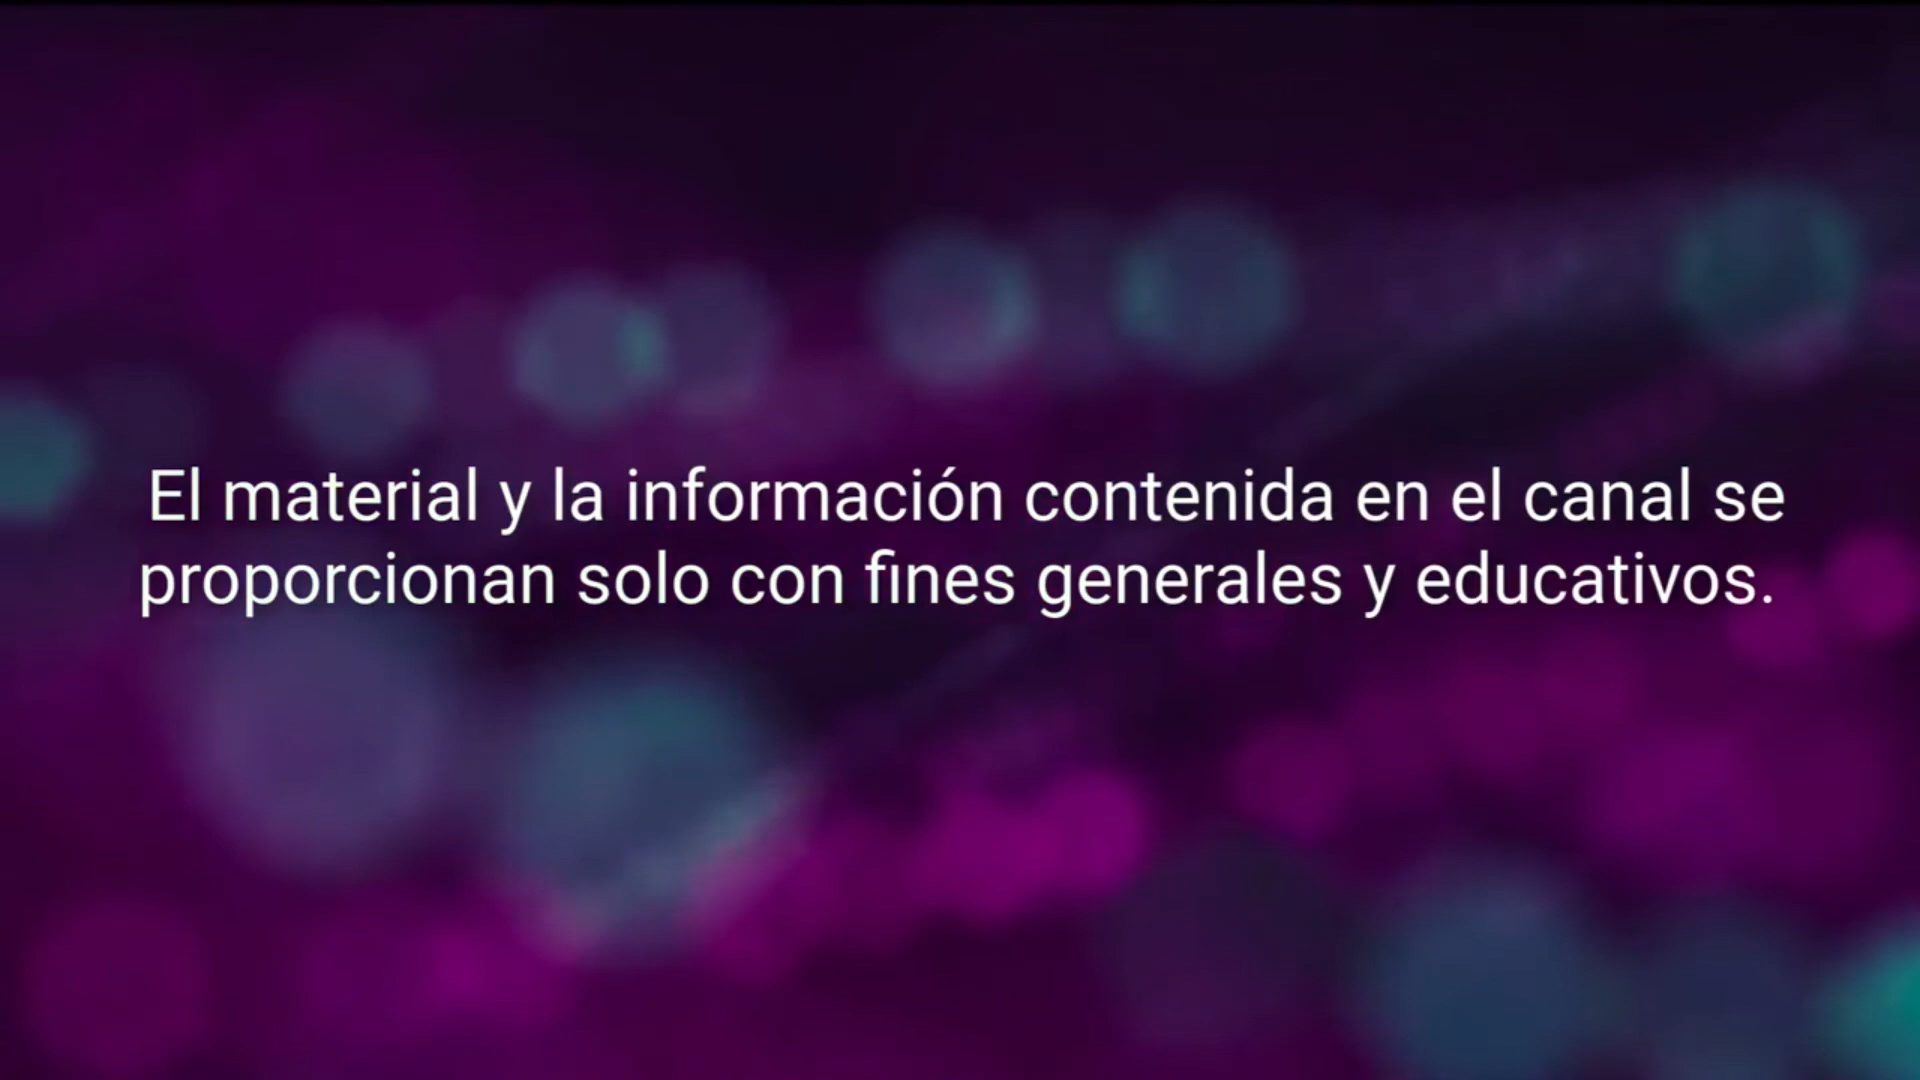 El material y la información contenida en el canal se
proporcionan solo con fines generales y educativos.